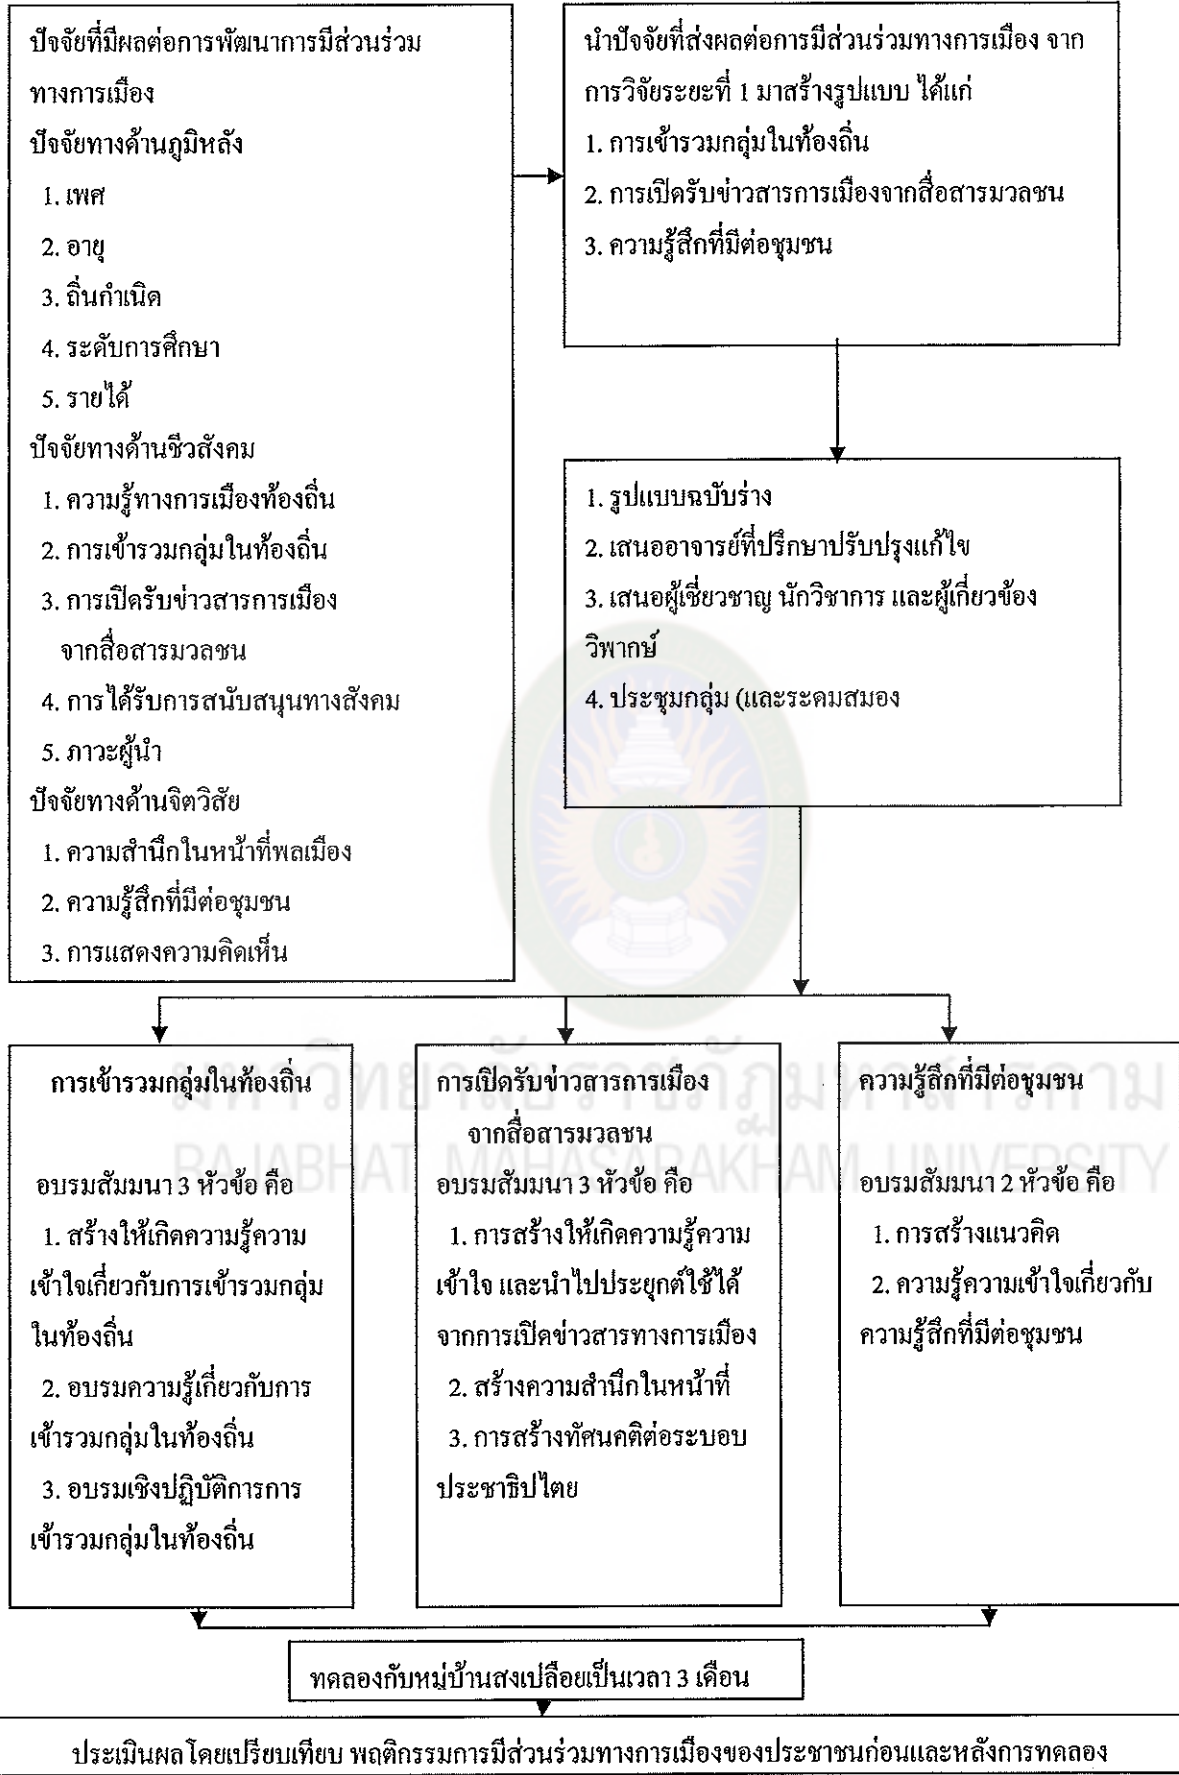 ปัจจัยที่มีผลต่อการพัฒนาการมีส่วนร่วม
ทางการเมือง
ปัจจัยทางด้านภูมิหลัง
1. เพศ
2. อายุ
3. ถิ่นกำเนิด
4. ระดับการศึกษา
5. รายได้
ปัจจัยทางด้านชีวสังคม
1. ความรู้ทางการเมืองท้องถิ่น
2. การเข้ารวมกลุ่มในท้องถิ่น
3. การเปิดรับข่าวสารการเมือง
จากสื่อสารมวลชน
4. การได้รับการสนับสนุนทางสังคม
5. ภาวะผู้นำ
ปัจจัยทางด้านจิตวิสัย
1. ความสำนึกในหน้าที่พลเมือง
2. ความรู้สึกที่มีต่อชุมชน
3. การแสดงความคิดเห็น
นำปัจจัยที่ส่งผลต่อการมีส่วนร่วมทางการเมือง จาก
การวิจัยระยะที่ 1 มาสร้างรูปแบบ ได้แก่
1. การเข้ารวมกลุ่มในท้องถิ่น
2. การเปิดรับข่าวสารการเมืองจากสื่อสารมวลชน
3. ความรู้สึกที่มีต่อชุมชน
1. รูปแบบฉบับร่าง
2. เสนออาจารย์ที่ปรึกษาปรับปรุงแก้ไข
3. เสนอผู้เชี่ยวชาญ นักวิชาการ และผู้เกี่ยวข้อง
วิพากษ์
4. ประชุมกลุ่ม (และระดมสมอง
การเข้ารวมกลุ่มในท้องถิ่น
อบรมสัมมนา 3 หัวข้อ คือ
1. สร้างให้เกิดความรู้ความ
เข้าใจเกี่ยวกับการเข้ารวมกลุ่ม
ในท้องถิ่น
2. อบรมความรู้เกี่ยวกับการ
เข้ารวมกลุ่มในท้องถิ่น
3. อบรมเชิงปฏิบัติการการ
เข้ารวมกลุ่มในท้องถิ่น
การเปิดรับข่าวสารการเมือง
จากสื่อสารมวลชน
อบรมสัมมนา 3 หัวข้อ คือ
1. การสร้างให้เกิดความรู้ความ
เข้าใจ และนำไปประยุกต์ใช้ได้
จากการเปิดข่าวสารทางการเมือง
2. สร้างความสำนึกในหน้าที่
3. การสร้างทัศนคติต่อระบอบ
ประชาธิปไตย
ความรู้สึกที่มีต่อชุมชน
อบรมสัมมนา 2 หัวข้อ คือ
1. การสร้างแนวคิด
2. ความรู้ความเข้าใจเกี่ยวกับ
ความรู้สึกที่มีต่อชุมชน
มหาวิทยาลัยราชภัฏมหาสารคาม
RAJABHAT MAHASARAKHAM UNIVERSITY
ทดลองกับหมู่บ้านสงเปลือยเป็นเวลา 3 เดือน
ประเมินผลโดยเปรียบเทียบ พฤติกรรมการมีส่วนร่วมทางการเมืองของประชาชนก่อนและหลังการทดลอง